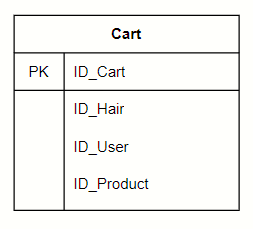 Cart
PK ID_Cart
ID_Hair
ID_User
ID_Product